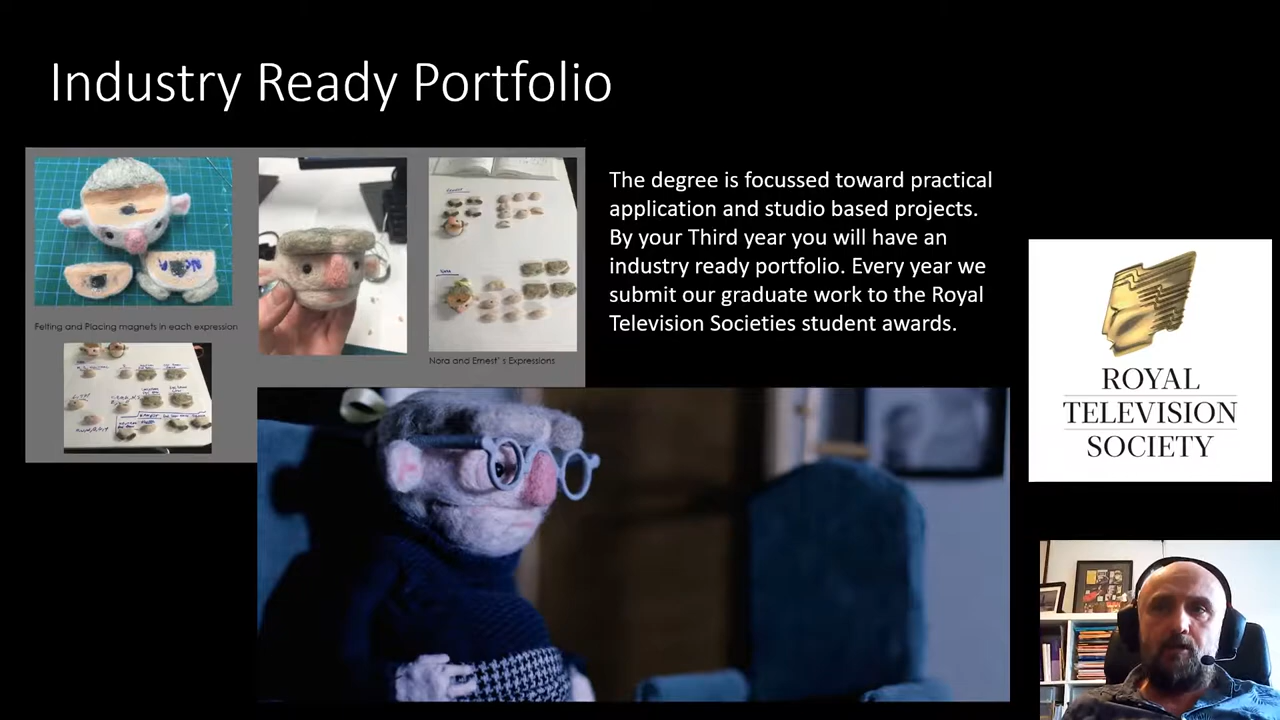 Industry Ready Portfolio
The degree is focussed toward practical
application and studio based projects.
By your Third year you will have an
industry ready portfolio. Every year we
submit our graduate work to the Royal
Television Societies student awards.
Felting and Placing magnets in each expression
Nora and Ernest' s Expressions
ROYAL
TELEVISION
SOCIETY